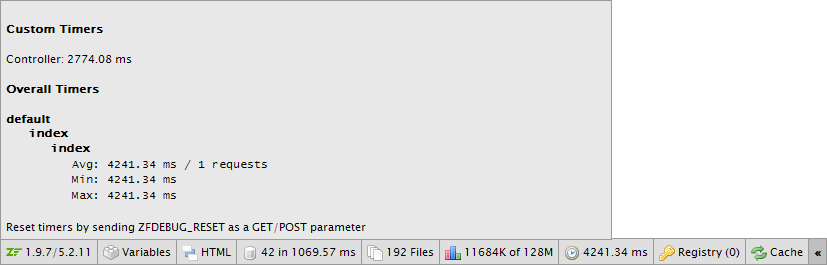 Custom Timers
Controller: 2774.08 ms
Overall Timers
default
index
index
Avg: 4241.34 ms / 1 requests
Min: 4241.34 ms
Max: 4241.34 ms
Reset timers by sending ZFDEBUG_RESET as a GET/POST parameter
ZF 1.9.7/5.2.11 Variables HTML 42 in 1069.57 ms 192 Files 11684K of 128M 4241.34 ms Registry (0) Cache «